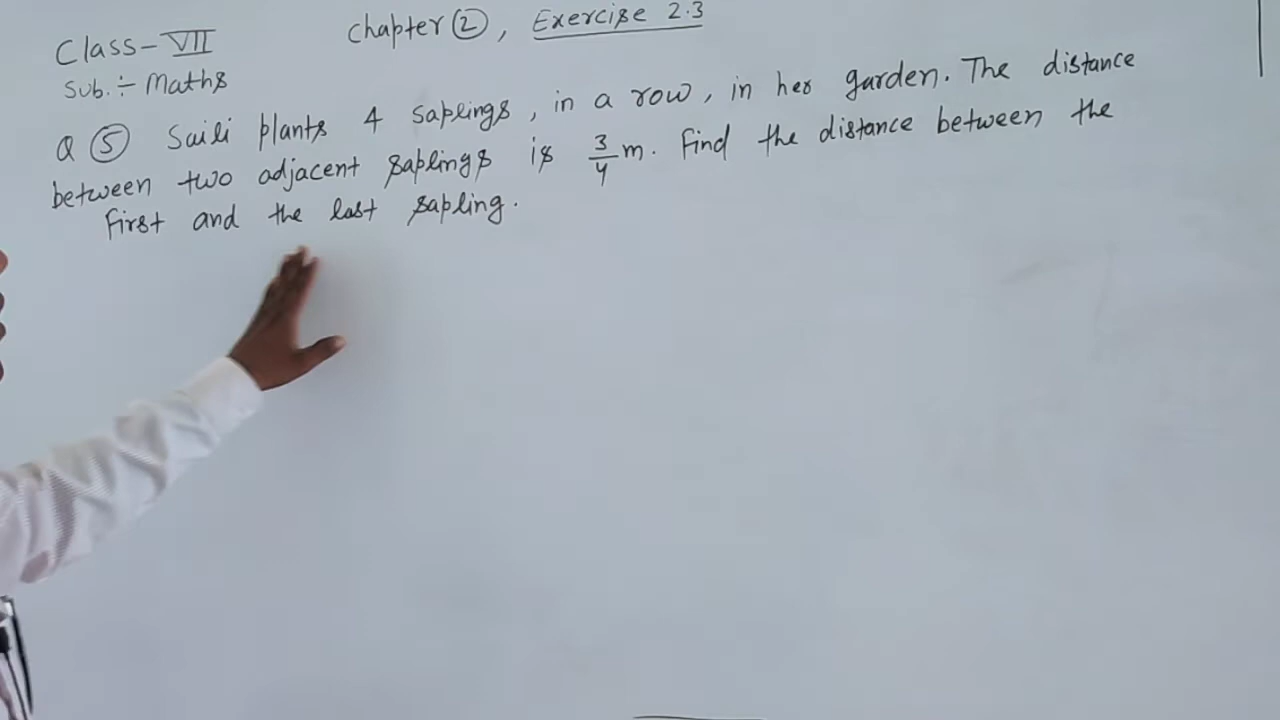 Class-VII
Chapter ②, Exercise 2.3
Sub. ÷ Maths
Q ⑤ Saili plants 4 saplings, in a row, in her garden. The distance
between two adjacent saplings is 3/4 m. Find the distance between the
first and the last sapling.